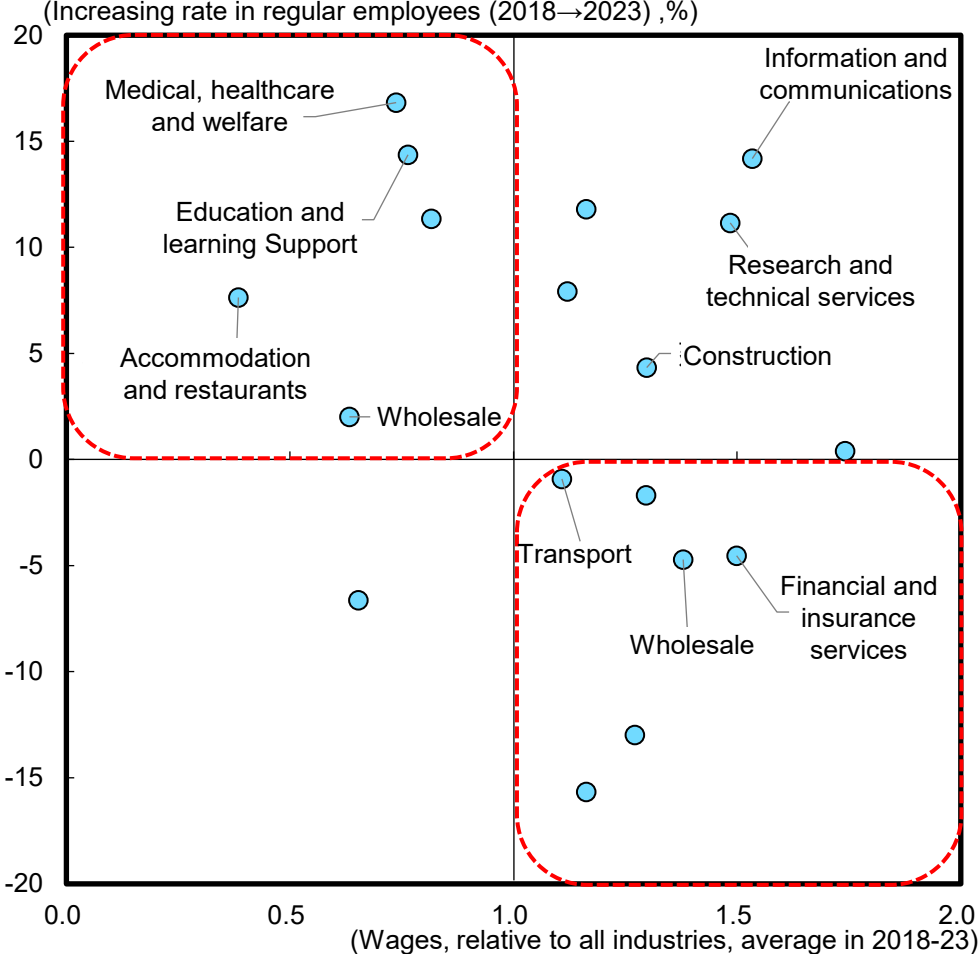 (Increasing rate in regular employees (2018→2023) ,%)
20
15
10
5
0
-5
-10
-15
-20
Medical, healthcare
and welfare
Education and
learning Support
Accommodation
and restaurants
Wholesale
Information and
communications
Research and
technical services
Construction
Transport
Wholesale
Financial and
insurance
services
0.0
0.5
1.0
1.5
2.0
(Wages, relative to all industries, average in 2018-23)